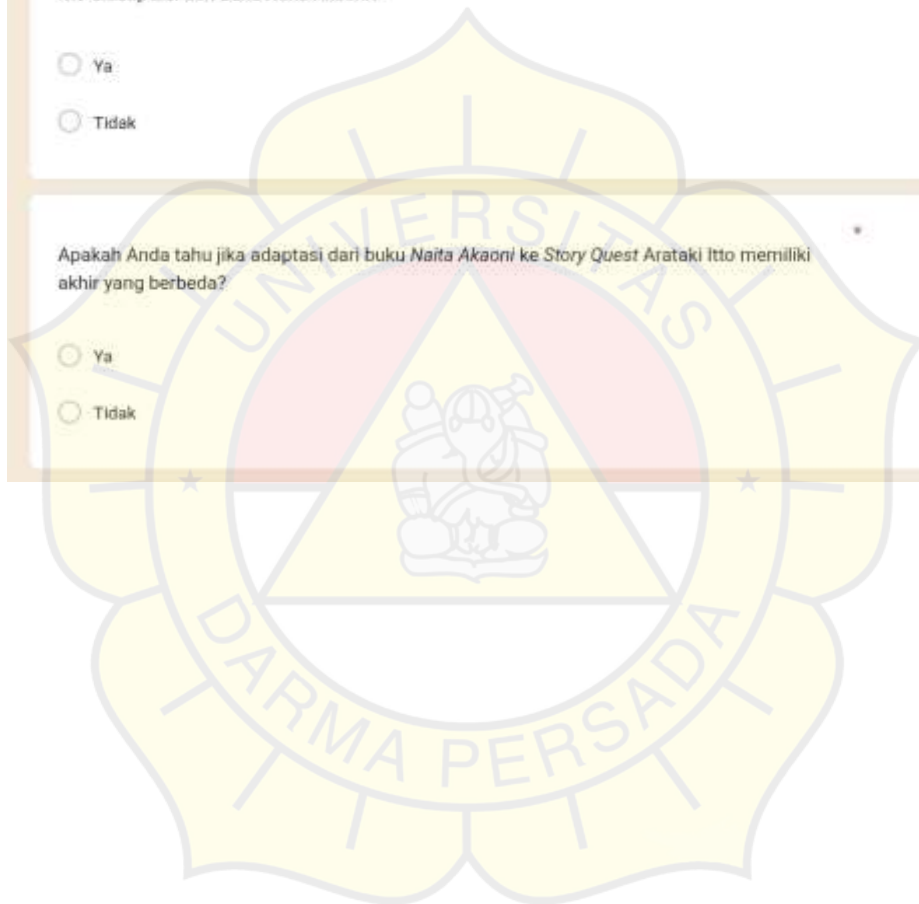 Ya
Tidak
*
Apakah Anda tahu jika adaptasi dari buku Naita Akaoni ke Story Quest Arataki Itto memiliki
akhir yang berbeda?
Ya
Tidak
UNIVERSITAS
DARMA PERSADA